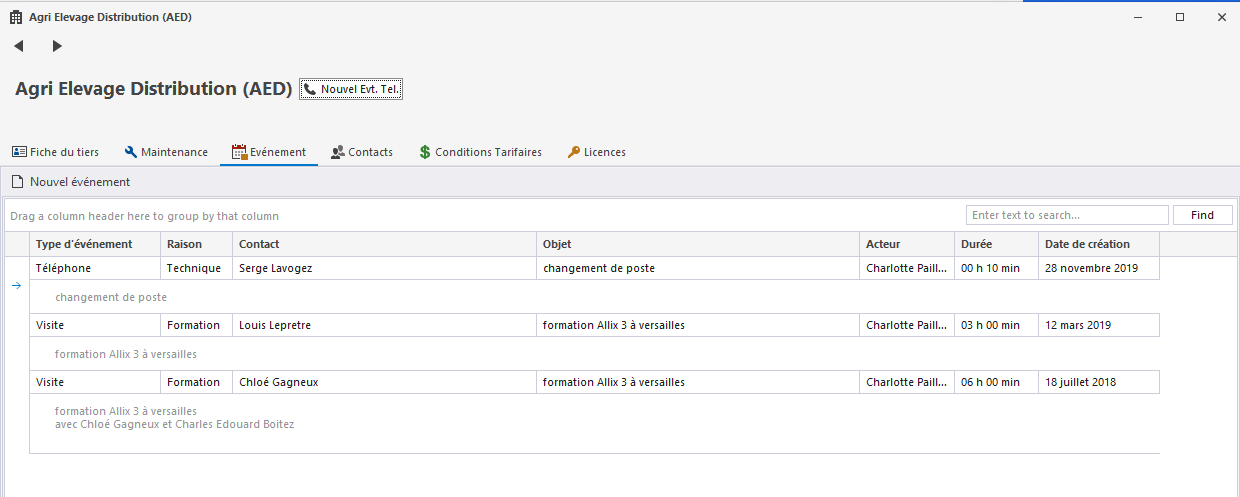 Agri Elevage Distribution (AED)
Agri Elevage Distribution (AED) Nouvel Evt. Tel.
Fiche du tiers Maintenance Evénement Contacts Conditions Tarifaires Licences
Nouvel événement
Drag a column header here to group by that column Enter text to search... Find
Type d'événement Raison Contact Objet Acteur Durée Date de création
Téléphone Technique Serge Lavogez changement de poste Charlotte Paill... 00 h 10 min 28 novembre 2019
changement de poste
Visite Formation Louis Lepretre formation Allix 3 à versailles Charlotte Paill... 03 h 00 min 12 mars 2019
formation Allix 3 à versailles
Visite Formation Chloé Gagneux formation Allix 3 à versailles Charlotte Paill... 06 h 00 min 18 juillet 2018
formation Allix 3 à versailles
avec Chloé Gagneux et Charles Edouard Boitez